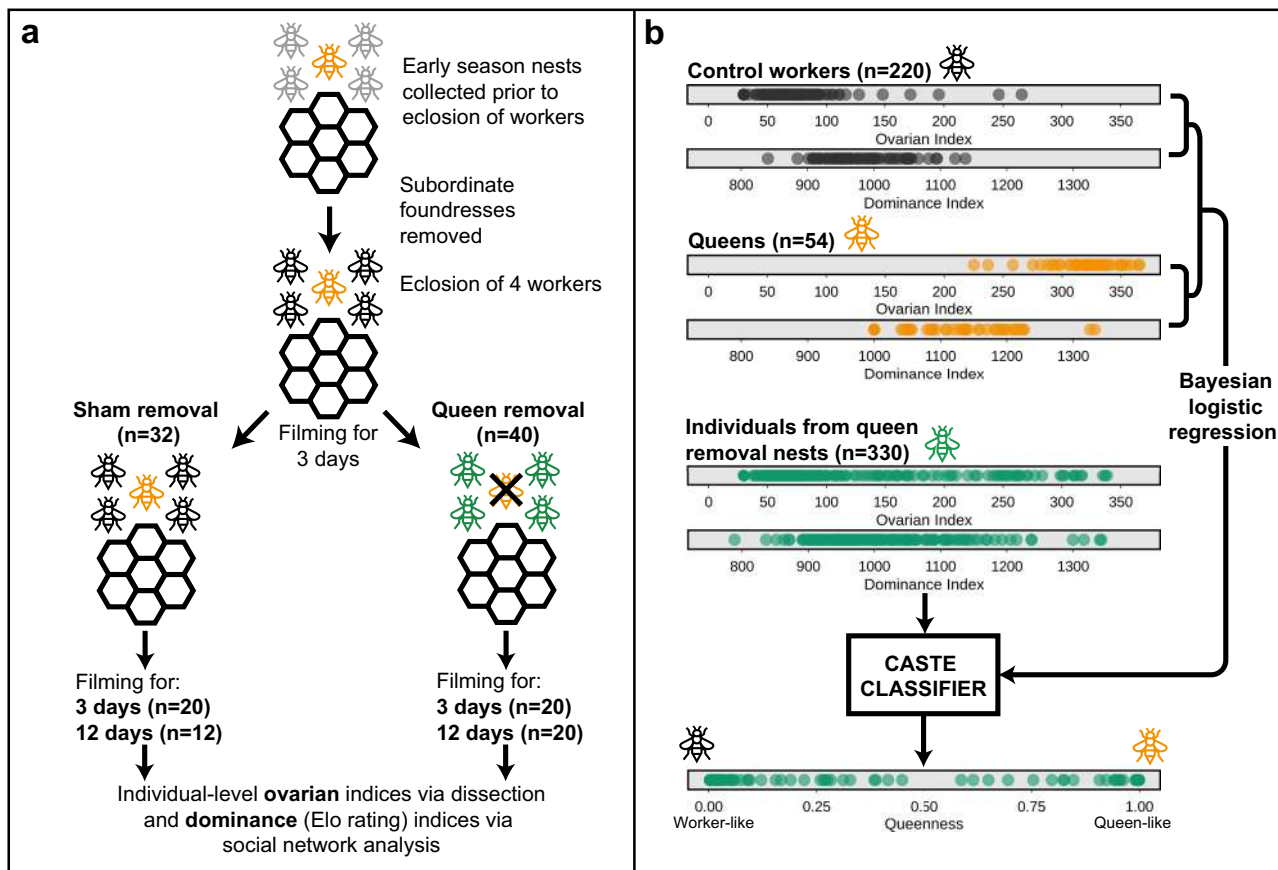 a
Early season nests
collected prior to
eclosion of workers
Subordinate
foundresses
removed
Eclosion of 4 workers
Sham removal
(n=32)
Filming for
3 days
Queen removal
(n=40)
Filming for:
3 days (n=20)
12 days (n=12)
Filming for:
3 days (n=20)
12 days (n=20)
Individual-level ovarian indices via dissection
and dominance (Elo rating) indices via
social network analysis
b
Control workers (n=220)
0 50 100 150 200 250 350
Ovarian Index
800 900 1000 1100 1200 1300
Dominance Index
Queens (n=54)
0 50 100 150 200 250 350
Ovarian Index
800 900 1000 1100 1200 1300
Dominance Index
Bayesian
logistic
regression
Individuals from queen
removal nests (n=330)
0 50 100 150 200 250 350
Ovarian Index
800 900 1000 1100 1200 1300
Dominance Index
CASTE
CLASSIFIER
0.00 0.25 0.50 0.75 1.00
Worker-like Queenness Queen-like